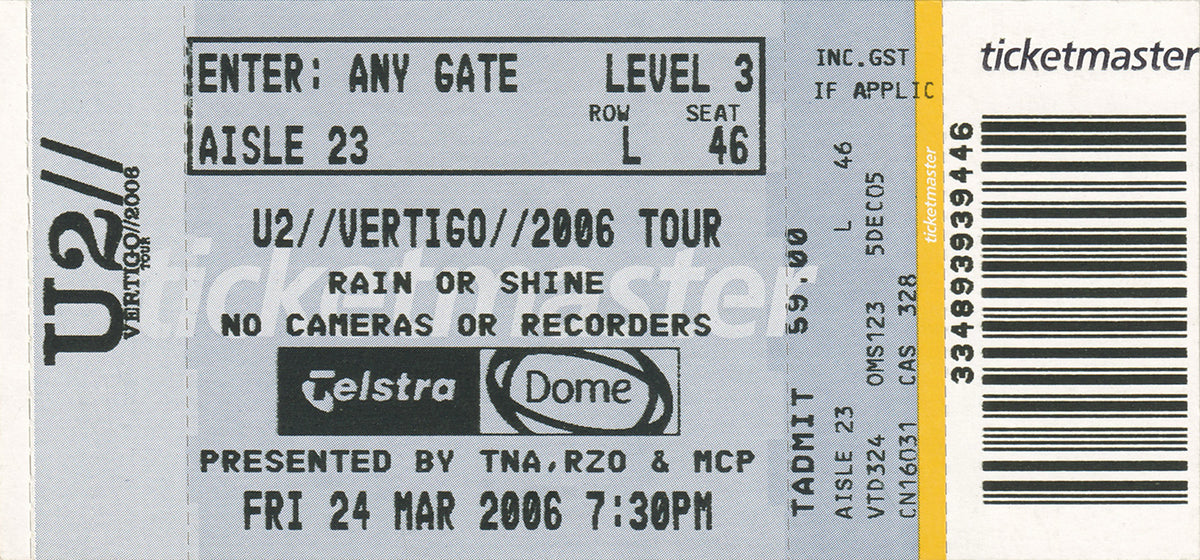 U2//
VERTIGO//2006
TOUR
ENTER: ANY GATE LEVEL 3
ROW SEAT
AISLE 23 L 46
U2//VERTIGO//2006 TOUR
RAIN OR SHINE
NO CAMERAS OR RECORDERS
ticketmaster
Telstra Dome
PRESENTED BY TNA,RZO & MCP
FRI 24 MAR 2006 7:30PM
INC.GST
IF APPLIC
TADMIT 59.00
AISLE 23 L 46
VTD324 OMS123 5DEC05
CN16031 CAS 328
ticketmaster
33489393939446
ticketmaster